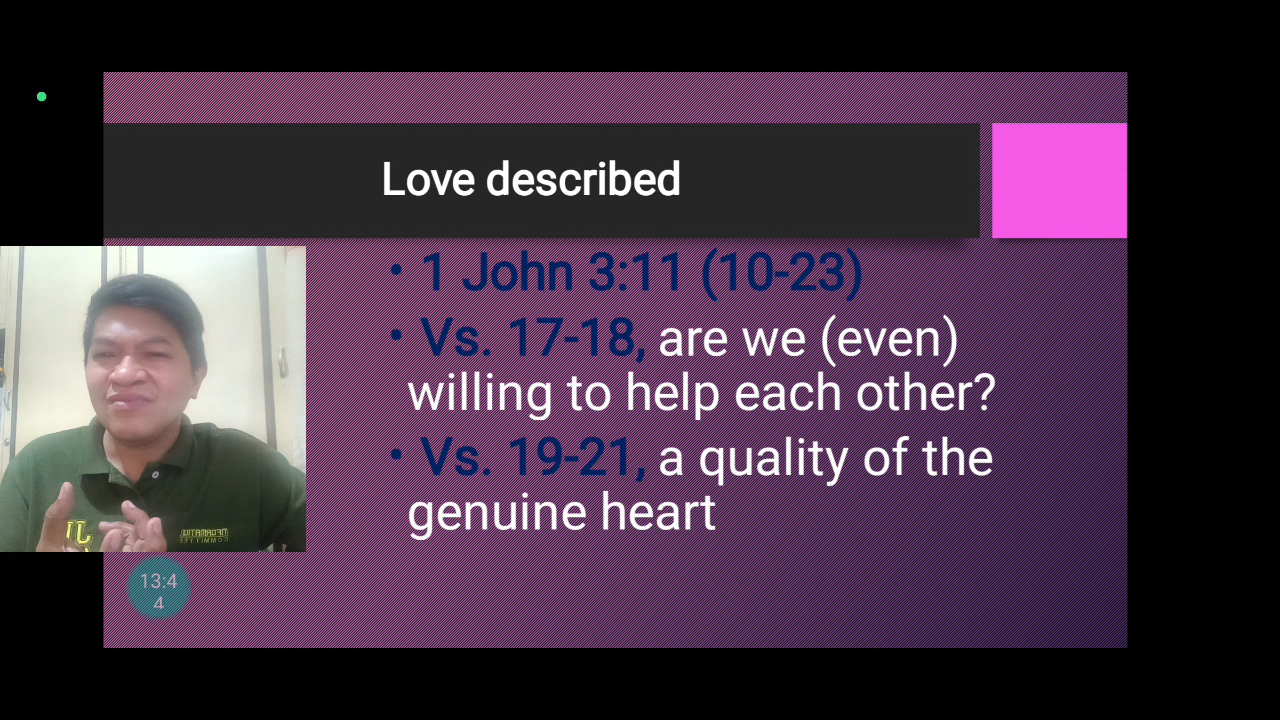 Love described
• 1 John 3:11 (10-23)
• Vs. 17-18, are we (even)
willing to help each other?
• Vs. 19-21, a quality of the
genuine heart
13:4
4